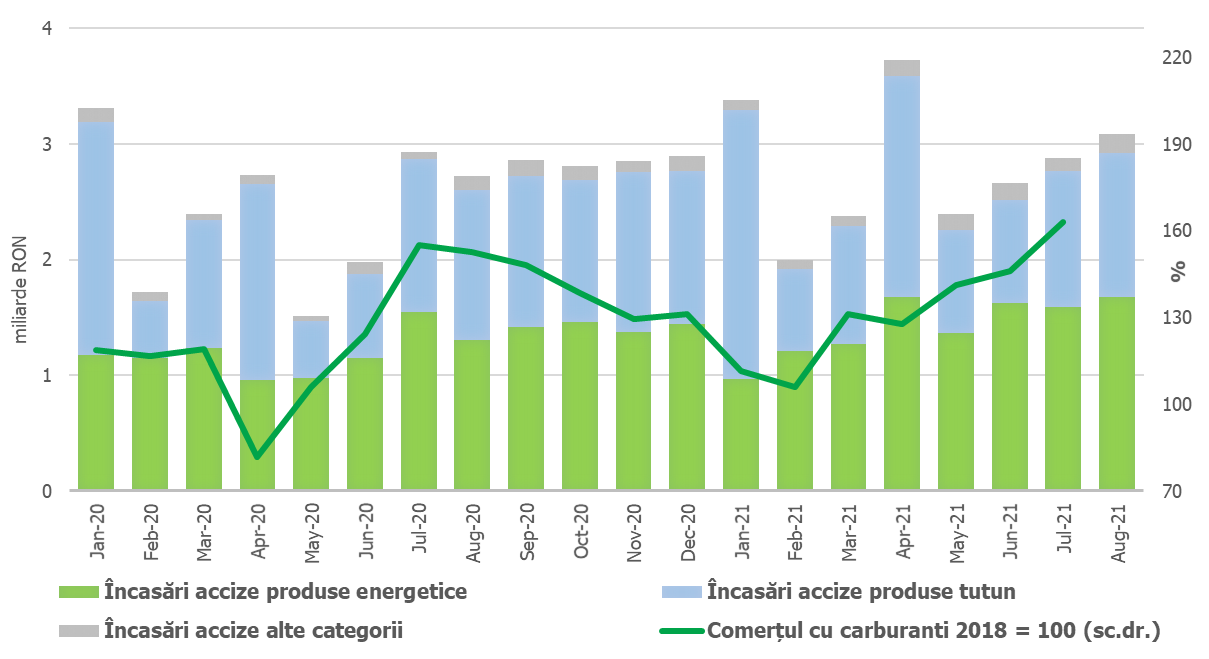 4
3
2
1
0
miliarde RON
220
190
160
130
100
70
%
Jan-20
Feb-20
Mar-20
Apr-20
May-20
Jun-20
Jul-20
Aug-20
Sep-20
Oct-20
Nov-20
Dec-20
Jan-21
Feb-21
Mar-21
Apr-21
May-21
Jun-21
Jul-21
Aug-21
Încasări accize produse energetice
Încasări accize produse tutun
Încasări accize alte categorii
Comerțul cu carburanti 2018 = 100 (sc.dr.)